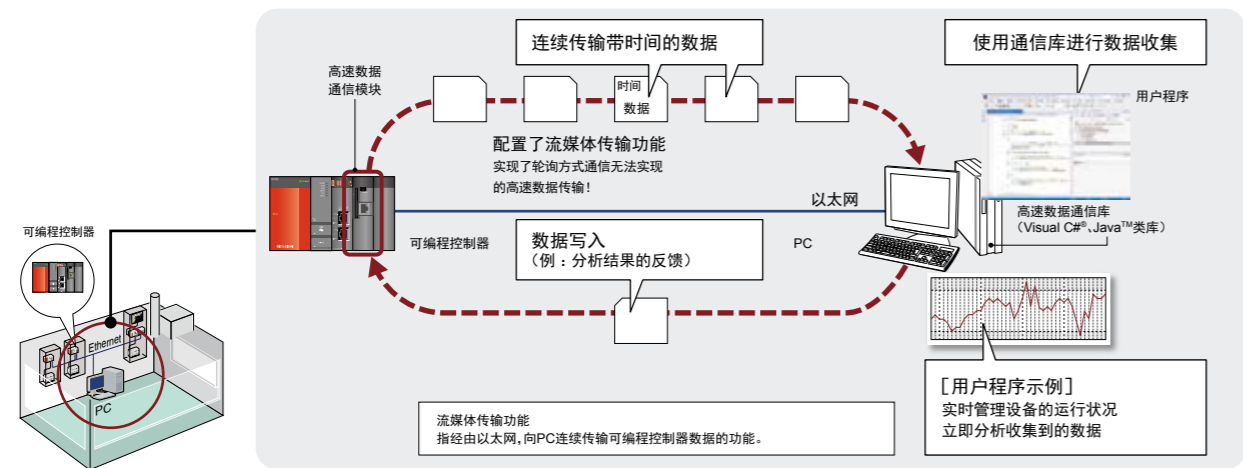 连续传输带时间的数据
使用通信库进行数据收集
高速数据
通信模块
时间
数据
用户程序
配置了流媒体传输功能
实现了轮询方式通信无法实现
的高速数据传输！
以太网
可编程控制器
数据写入
（例：分析结果的反馈）
PC
高速数据通信库
（Visual C#®、Java™类库）
可编程控制器
Ethernet
PC
［用户程序示例］
实时管理设备的运行状况
立即分析收集到的数据
流媒体传输功能
指经由以太网，向PC连续传输可编程控制器数据的功能。